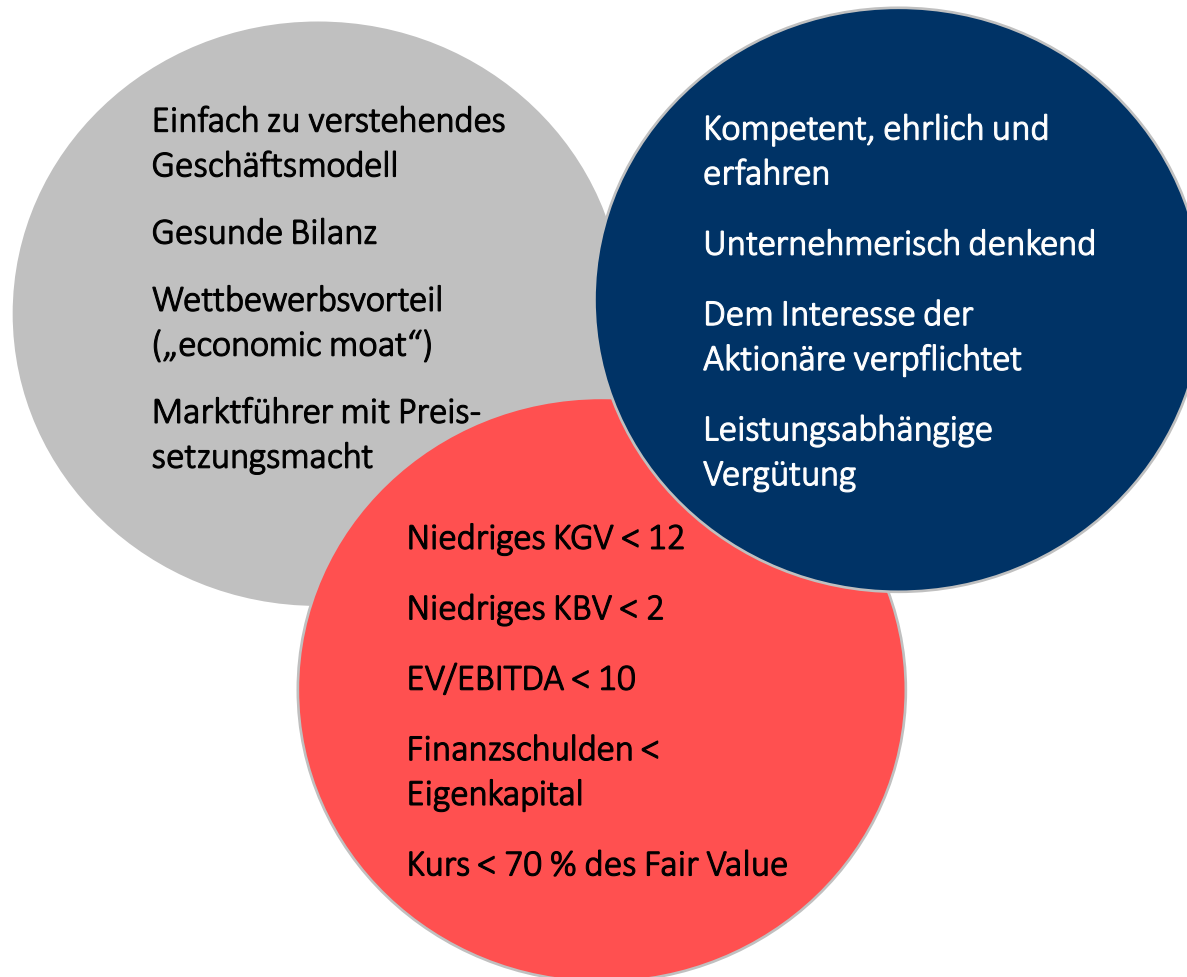 Einfach zu verstehendes
Geschäftsmodell
Gesunde Bilanz
Wettbewerbsvorteil
(„economic moat“)
Marktführer mit Preis-
setzungsmacht
Kompetent, ehrlich und
erfahren
Unternehmerisch denkend
Dem Interesse der
Aktionäre verpflichtet
Leistungsabhängige
Vergütung
Niedriges KGV < 12
Niedriges KBV < 2
EV/EBITDA < 10
Finanzschulden <
Eigenkapital
Kurs < 70 % des Fair Value